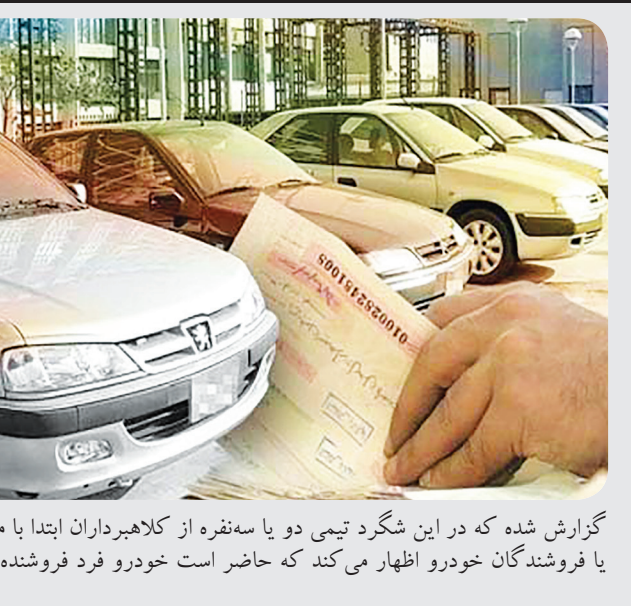 0100282451008
گزارش شده که در این شگرد تیمی دو یا سه‌نفره از کلاهبرداران ابتدا با
یا فروشندگان خودرو اظهار می‌کند که حاضر است خودرو فرد فروشنده